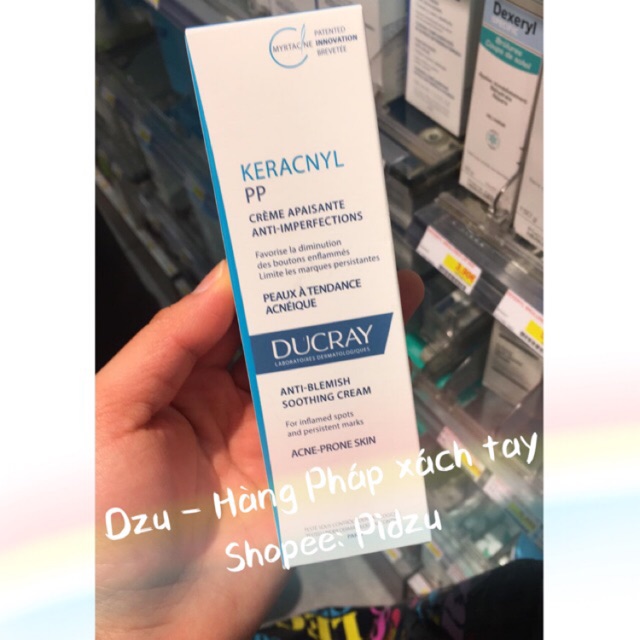 PATENTED
MYRTACINE INNOVATION
BREVETÉE
KERACNYL
PP
CRÈME APAISANTE
ANTI-IMPERFECTIONS
Favorise la diminution
des boutons enflammés
Limite les marques persistantes
PEAUX À TENDANCE
ACNÉIQUE
DUCRAY
LABORATOIRES DERMATOLOGIQUES
ANTI-BLEMISH
SOOTHING CREAM
For inflamed spots
and persistent marks
ACNE-PRONE SKIN
Dzu - Hàng Pháp xách tay
Shopee: Pidzu
Dexeryl